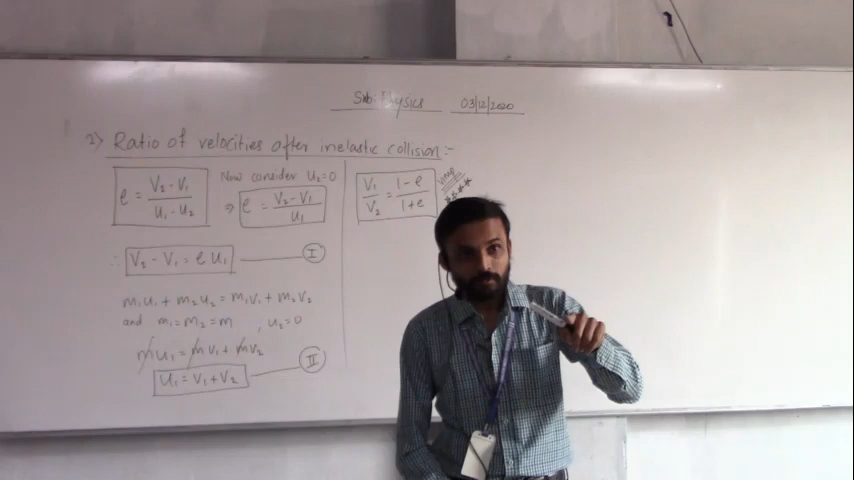 Sub: Physics 03/12/2020
2) Ratio of velocities after inelastic collision:-
e = V2 - V1 / U1 - U2
Now consider U2=0
⇒ e = V2 - V1 / U1
∴ V2 - V1 = e U1 — I
m1U1 + m2U2 = m1V1 + m2V2
and m1=m2=m , U2=0
mU1 = mV1 + mV2
U1 = V1 + V2 — II
V1 / V2 = 1-e / 1+e